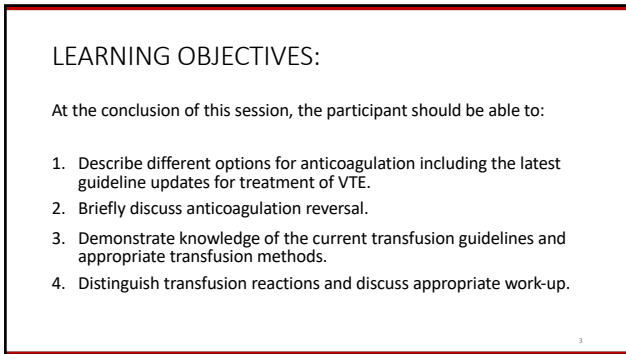 LEARNING OBJECTIVES:
At the conclusion of this session, the participant should be able to:
1. Describe different options for anticoagulation including the latest
guideline updates for treatment of VTE.
2. Briefly discuss anticoagulation reversal.
3. Demonstrate knowledge of the current transfusion guidelines and
appropriate transfusion methods.
4. Distinguish transfusion reactions and discuss appropriate work-up.
3